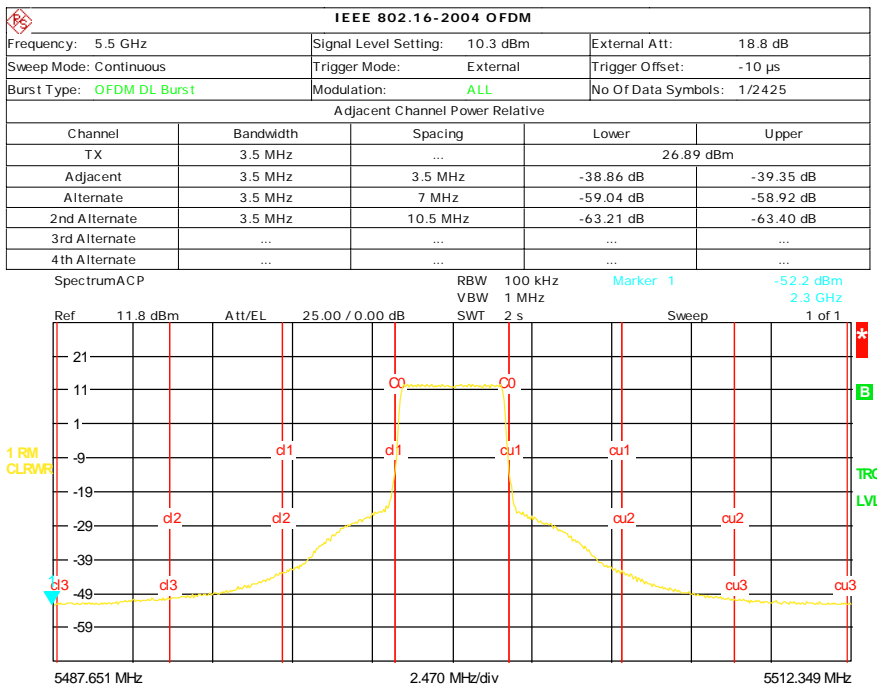 R&S
IEEE 802.16-2004 OFDM
Frequency: 5.5 GHz Signal Level Setting: 10.3 dBm External Att: 18.8 dB
Sweep Mode: Continuous Trigger Mode: External Trigger Offset: -10 µs
Burst Type: OFDM DL Burst Modulation: ALL No Of Data Symbols: 1/2425
Adjacent Channel Power Relative
Channel Bandwidth Spacing Lower Upper
TX 3.5 MHz ... 26.89 dBm
Adjacent 3.5 MHz 3.5 MHz -38.86 dB -39.35 dB
Alternate 3.5 MHz 7 MHz -59.04 dB -58.92 dB
2nd Alternate 3.5 MHz 10.5 MHz -63.21 dB -63.40 dB
3rd Alternate ... ... ... ...
4th Alternate ... ... ... ...
SpectrumACP RBW 100 kHz Marker 1 -52.2 dBm
VBW 1 MHz 2.3 GHz
Ref 11.8 dBm Att/EL 25.00 / 0.00 dB SWT 2 s Sweep 1 of 1
*
21
11 C0 C0 B
1
1 RM -9 cl1 cl1 cu1 cu1
CLRWR
TRG
-19
LVL
-29 cl2 cl2 cu2 cu2
-39
1
-49 cl3 cl3 cu3 cu3
-59
5487.651 MHz 2.470 MHz/div 5512.349 MHz